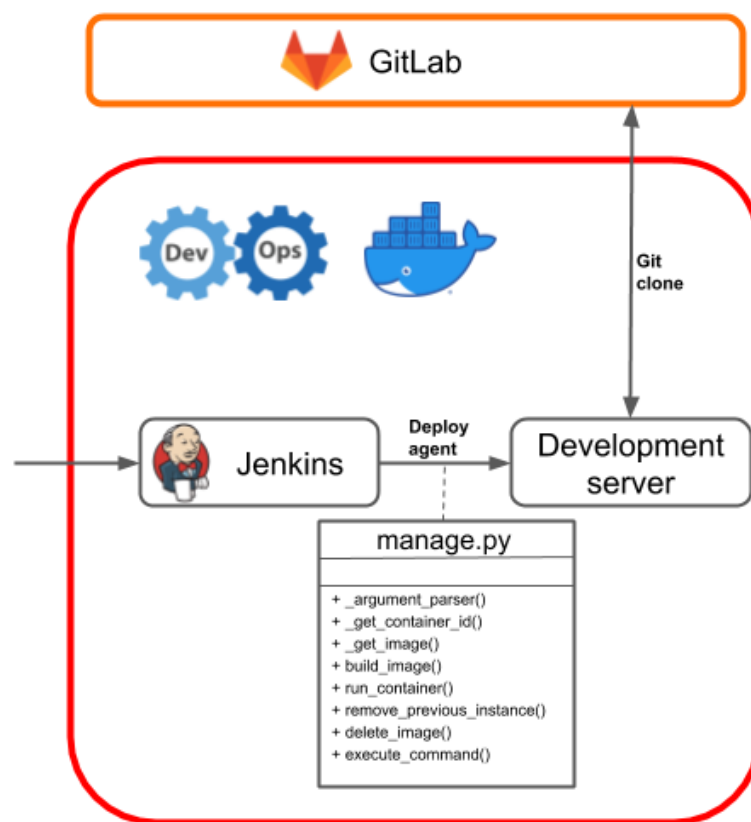 GitLab
Dev
Ops
Git
clone
Jenkins
Deploy
agent
Development
server
manage.py
+ _argument_parser()
+ _get_container_id()
+ _get_image()
+ build_image()
+ run_container()
+ remove_previous_instance()
+ delete_image()
+ execute_command()